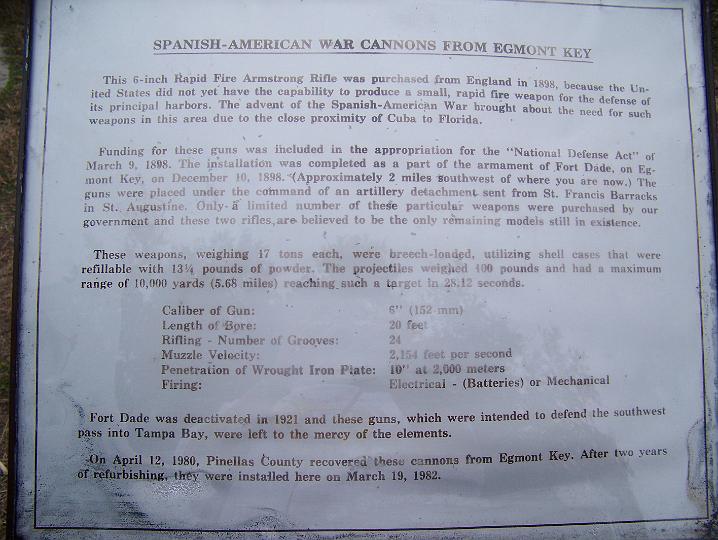 SPANISH-AMERICAN WAR CANNONS FROM EGMONT KEY
This 6-inch Rapid Fire Armstrong Rifle was purchased from England in 1898, because the Un-
ited States did not yet have the capability to produce a small, rapid fire weapon for the defense of
its principal harbors. The advent of the Spanish-American War brought about the need for such
weapons in this area due to the close proximity of Cuba to Florida.
Funding for these guns was included in the appropriation for the "National Defense Act" of
March 9, 1898. The installation was completed as a part of the armament of Fort Dade, on Eg-
mont Key, on December 10, 1898. (Approximately 2 miles southwest of where you are now.) The
guns were placed under the command of an artillery detachment sent from St. Francis Barracks
in St. Augustine. Only a limited number of these particular weapons were purchased by our
government and these two rifles, are believed to be the only remaining models still in existence.
These weapons, weighing 17 tons each, were breech-loaded, utilizing shell cases that were
refillable with 13¼ pounds of powder. The projectiles weighed 100 pounds and had a maximum
range of 10,000 yards (5.68 miles) reaching such a target in 28.12 seconds.
Caliber of Gun: 6" (152 mm)
Length of Bore: 20 feet
Rifling - Number of Grooves: 24
Muzzle Velocity: 2,154 feet per second
Penetration of Wrought Iron Plate: 10" at 2,000 meters
Firing: Electrical - (Batteries) or Mechanical
Fort Dade was deactivated in 1921 and these guns, which were intended to defend the southwest
pass into Tampa Bay, were left to the mercy of the elements.
On April 12, 1980, Pinellas County recovered these cannons from Egmont Key. After two years
of refurbishing, they were installed here on March 19, 1982.